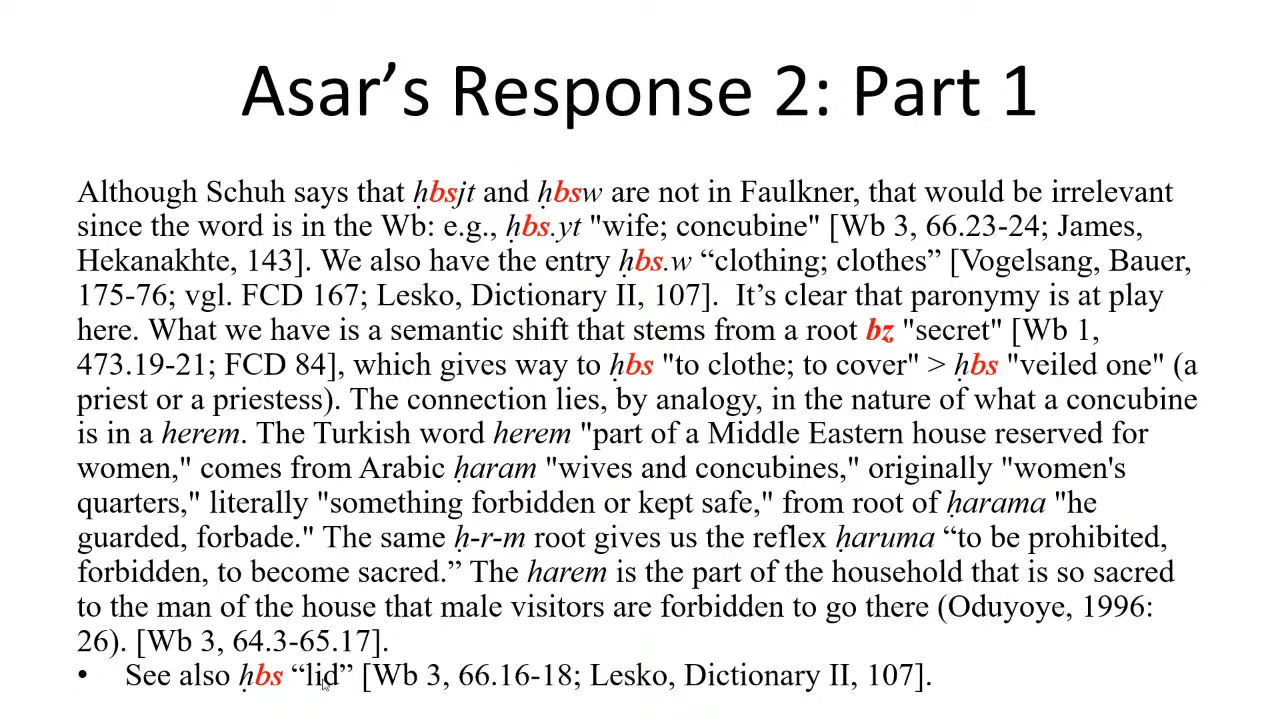 Asar’s Response 2: Part 1
Although Schuh says that ḥbsjt and ḥbsw are not in Faulkner, that would be irrelevant
since the word is in the Wb: e.g., ḥbs.yt "wife; concubine" [Wb 3, 66.23-24; James,
Hekanakhte, 143]. We also have the entry ḥbs.w “clothing; clothes” [Vogelsang, Bauer,
175-76; vgl. FCD 167; Lesko, Dictionary II, 107].  It’s clear that paronymy is at play
here. What we have is a semantic shift that stems from a root bz "secret" [Wb 1,
473.19-21; FCD 84], which gives way to ḥbs "to clothe; to cover" > ḥbs "veiled one" (a
priest or a priestess). The connection lies, by analogy, in the nature of what a concubine
is in a herem. The Turkish word herem "part of a Middle Eastern house reserved for
women," comes from Arabic ḥaram "wives and concubines," originally "women's
quarters," literally "something forbidden or kept safe," from root of ḥarama "he
guarded, forbade." The same ḥ-r-m root gives us the reflex ḥaruma “to be prohibited,
forbidden, to become sacred.” The harem is the part of the household that is so sacred
to the man of the house that male visitors are forbidden to go there (Oduyoye, 1996:
26). [Wb 3, 64.3-65.17].
• See also ḥbs “lid” [Wb 3, 66.16-18; Lesko, Dictionary II, 107].